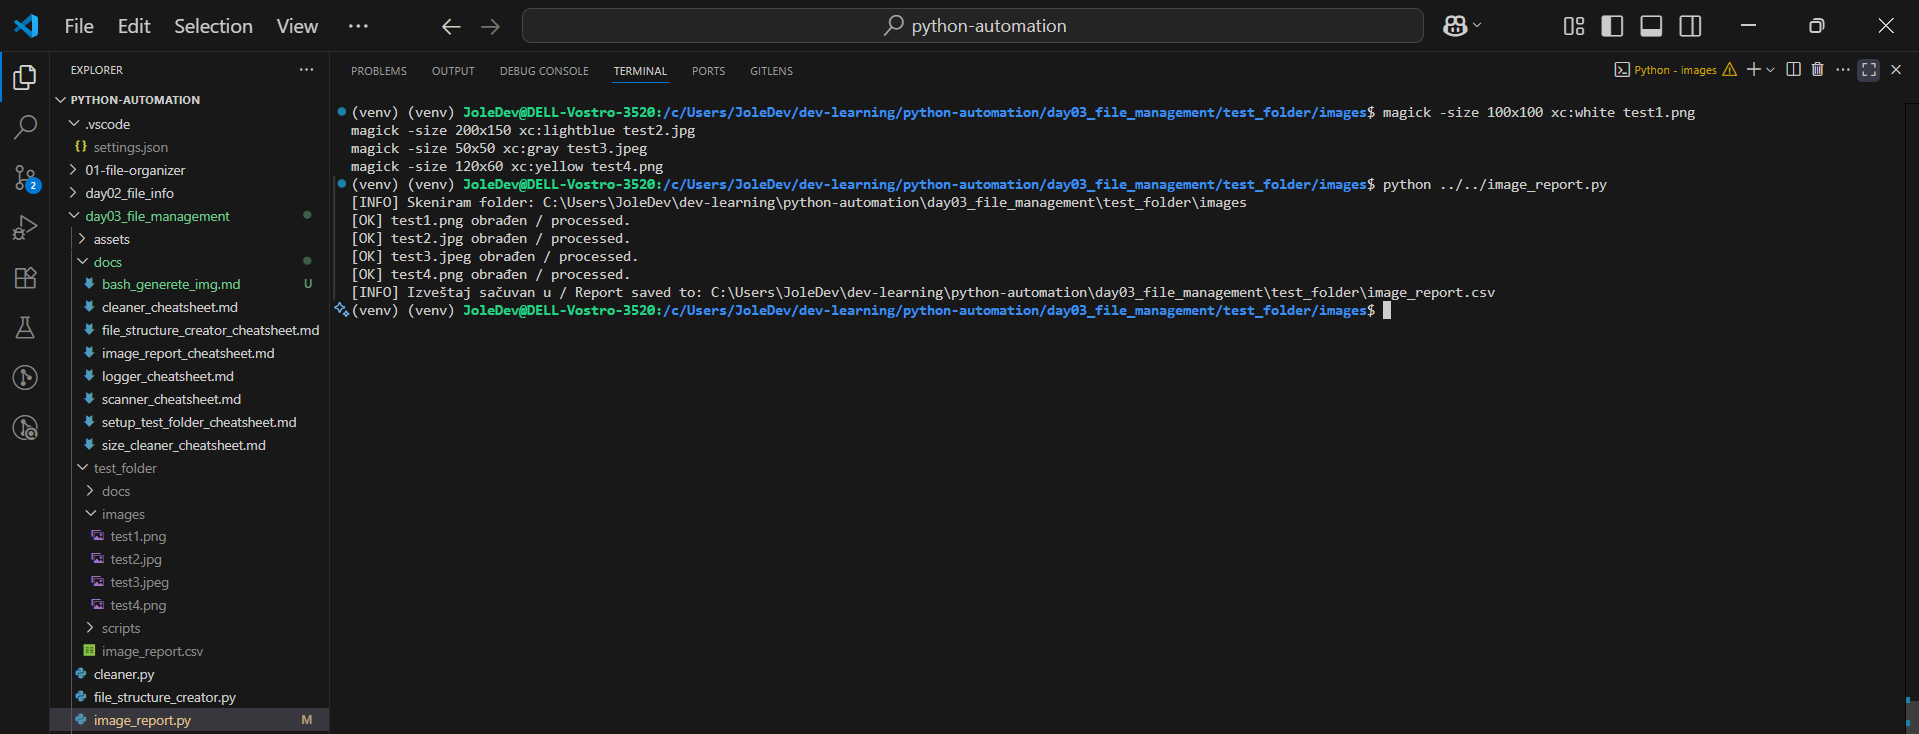 File Edit Selection View ··· python-automation
EXPLORER ···
PYTHON-AUTOMATION
.vscode
{} settings.json
01-file-organizer
day02_file_info
2
day03_file_management
assets
docs
bash_generete_img.md U
cleaner_cheatsheet.md
file_structure_creator_cheatsheet.md
image_report_cheatsheet.md
logger_cheatsheet.md
scanner_cheatsheet.md
setup_test_folder_cheatsheet.md
size_cleaner_cheatsheet.md
test_folder
docs
images
test1.png
test2.jpg
test3.jpeg
test4.png
scripts
image_report.csv
cleaner.py
file_structure_creator.py
image_report.py M
PROBLEMS OUTPUT DEBUG CONSOLE TERMINAL PORTS GITLENS Python - images ···
(venv) (venv) JoleDev@DELL-Vostro-3520:/c/Users/JoleDev/dev-learning/python-automation/day03_file_management/test_folder/images$ magick -size 100x100 xc:white test1.png
magick -size 200x150 xc:lightblue test2.jpg
magick -size 50x50 xc:gray test3.jpeg
magick -size 120x60 xc:yellow test4.png
(venv) (venv) JoleDev@DELL-Vostro-3520:/c/Users/JoleDev/dev-learning/python-automation/day03_file_management/test_folder/images$ python ../../image_report.py
[INFO] Skeniram folder: C:\Users\JoleDev\dev-learning\python-automation\day03_file_management\test_folder\images
[OK] test1.png obrađen / processed.
[OK] test2.jpg obrađen / processed.
[OK] test3.jpeg obrađen / processed.
[OK] test4.png obrađen / processed.
[INFO] Izveštaj sačuvan u / Report saved to: C:\Users\JoleDev\dev-learning\python-automation\day03_file_management\test_folder\image_report.csv
(venv) (venv) JoleDev@DELL-Vostro-3520:/c/Users/JoleDev/dev-learning/python-automation/day03_file_management/test_folder/images$